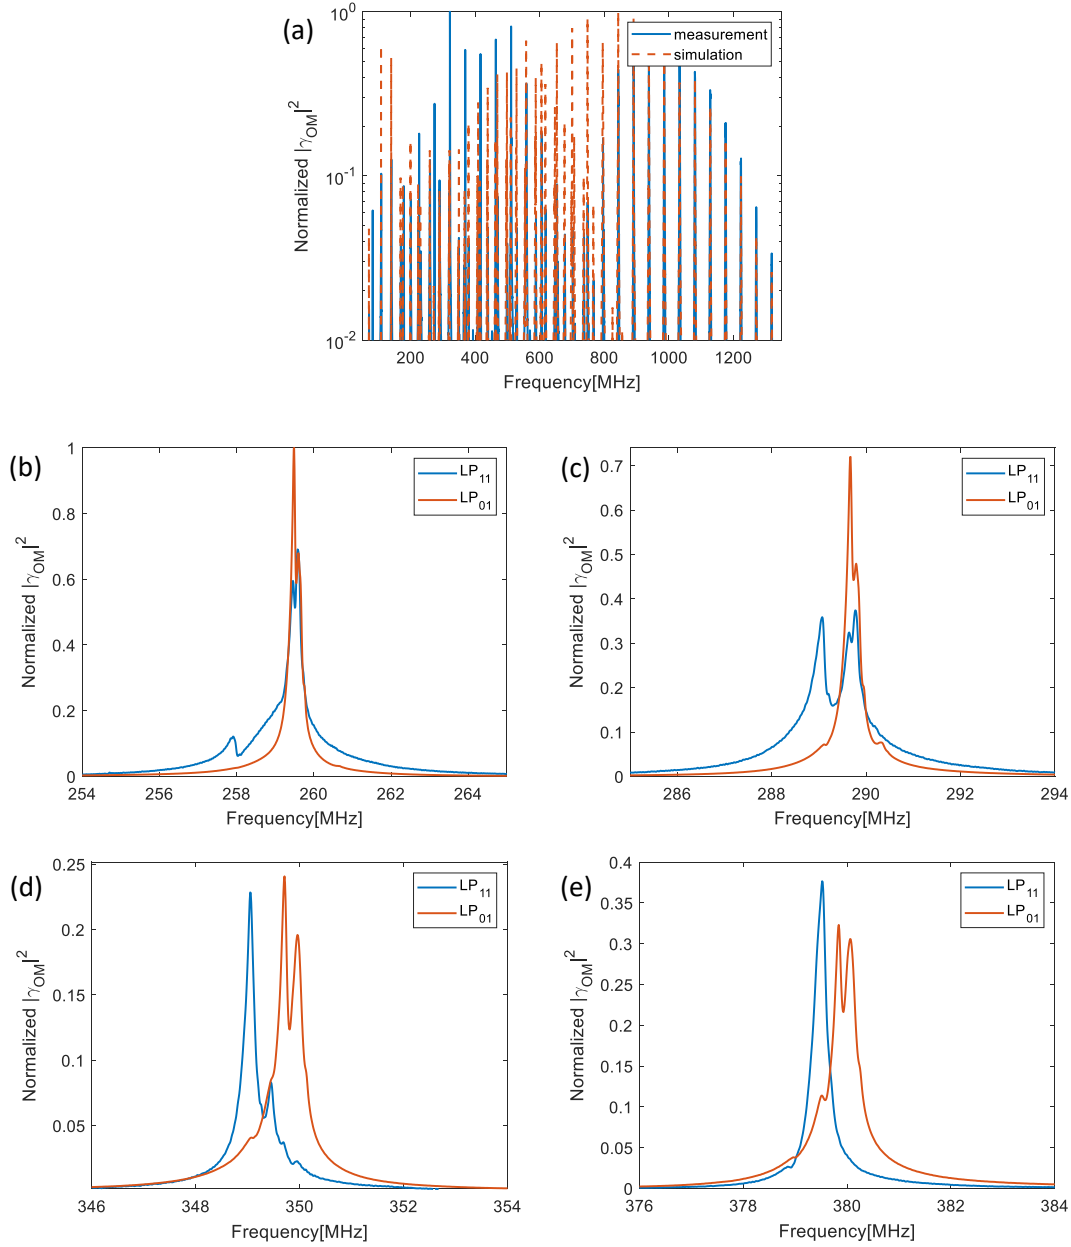 (a)
10^0
10^-1
10^-2
Normalized |γ_OM|^2
measurement
simulation
200 400 600 800 1000 1200
Frequency[MHz]
(b)
1
0.8
0.6
0.4
0.2
0
Normalized |γ_OM|^2
LP_11
LP_01
254 256 258 260 262 264
Frequency[MHz]
(c)
0.7
0.6
0.5
0.4
0.3
0.2
0.1
0
Normalized |γ_OM|^2
LP_11
LP_01
286 288 290 292 294
Frequency[MHz]
(d)
0.25
0.2
0.15
0.1
0.05
Normalized |γ_OM|^2
LP_11
LP_01
346 348 350 352 354
Frequency[MHz]
(e)
0.4
0.35
0.3
0.25
0.2
0.15
0.1
0.05
0
Normalized |γ_OM|^2
LP_11
LP_01
376 378 380 382 384
Frequency[MHz]